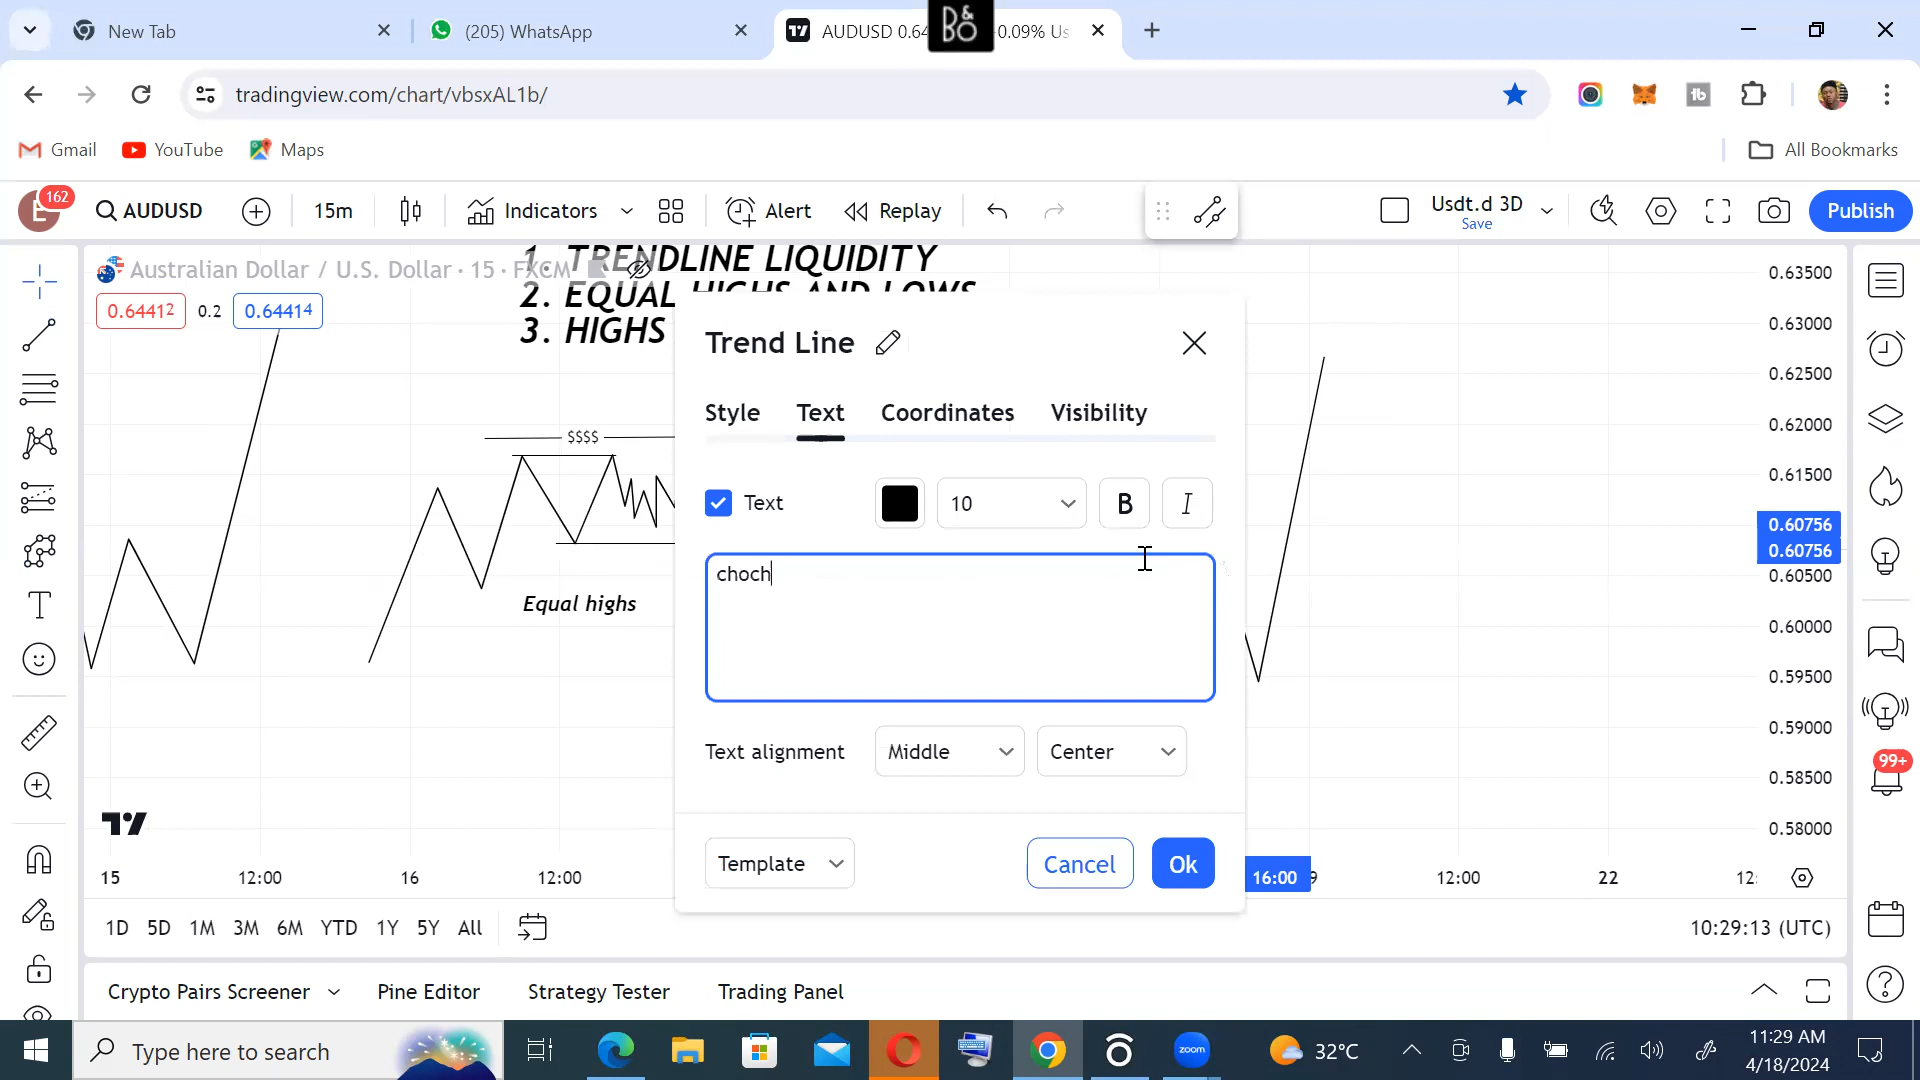 New Tab
(205) WhatsApp
AUDUSD 0.64
0.09% Us
B&O
tradingview.com/chart/vbsxAL1b/
Gmail
YouTube
Maps
All Bookmarks
E
162
AUDUSD
15m
Indicators
Alert
Replay
Usdt.d 3D
Save
Publish
1. TRENDLINE LIQUIDITY
Australian Dollar / U.S. Dollar · 15 · FXCM
2. EQUAL HIGHS AND LOWS
0.64412
0.2
0.64414
3. HIGHS
$$$$
Equal highs
Trend Line
Style
Text
Coordinates
Visibility
Text
10
B
I
choch
Text alignment
Middle
Center
Template
Cancel
Ok
0.63500
0.63000
0.62500
0.62000
0.61500
0.60756
0.60756
0.60500
0.60000
0.59500
0.59000
0.58500
0.58000
99+
15
12:00
16
12:00
16:00
9
12:00
22
12:
1D
5D
1M
3M
6M
YTD
1Y
5Y
All
10:29:13 (UTC)
Crypto Pairs Screener
Pine Editor
Strategy Tester
Trading Panel
Type here to search
zoom
32°C
11:29 AM
4/18/2024